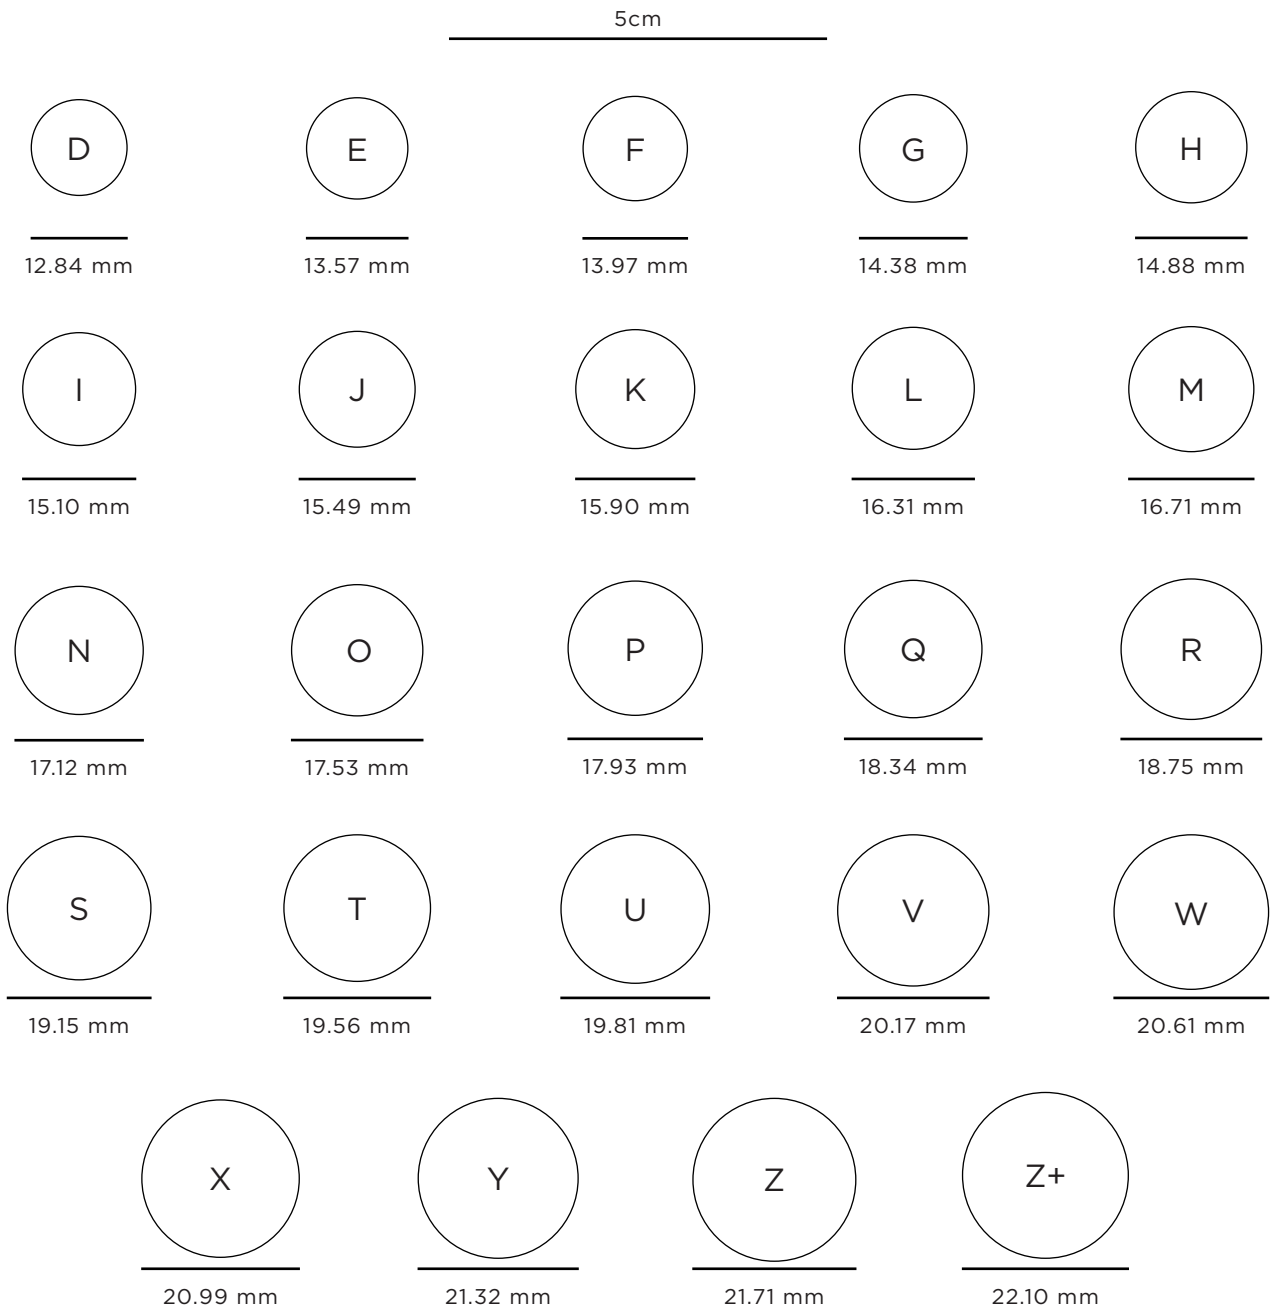 5cm
D E F G H
12.84 mm 13.57 mm 13.97 mm 14.38 mm 14.88 mm
I J K L M
15.10 mm 15.49 mm 15.90 mm 16.31 mm 16.71 mm
N O P Q R
17.12 mm 17.53 mm 17.93 mm 18.34 mm 18.75 mm
S T U V W
19.15 mm 19.56 mm 19.81 mm 20.17 mm 20.61 mm
X Y Z Z+
20.99 mm 21.32 mm 21.71 mm 22.10 mm